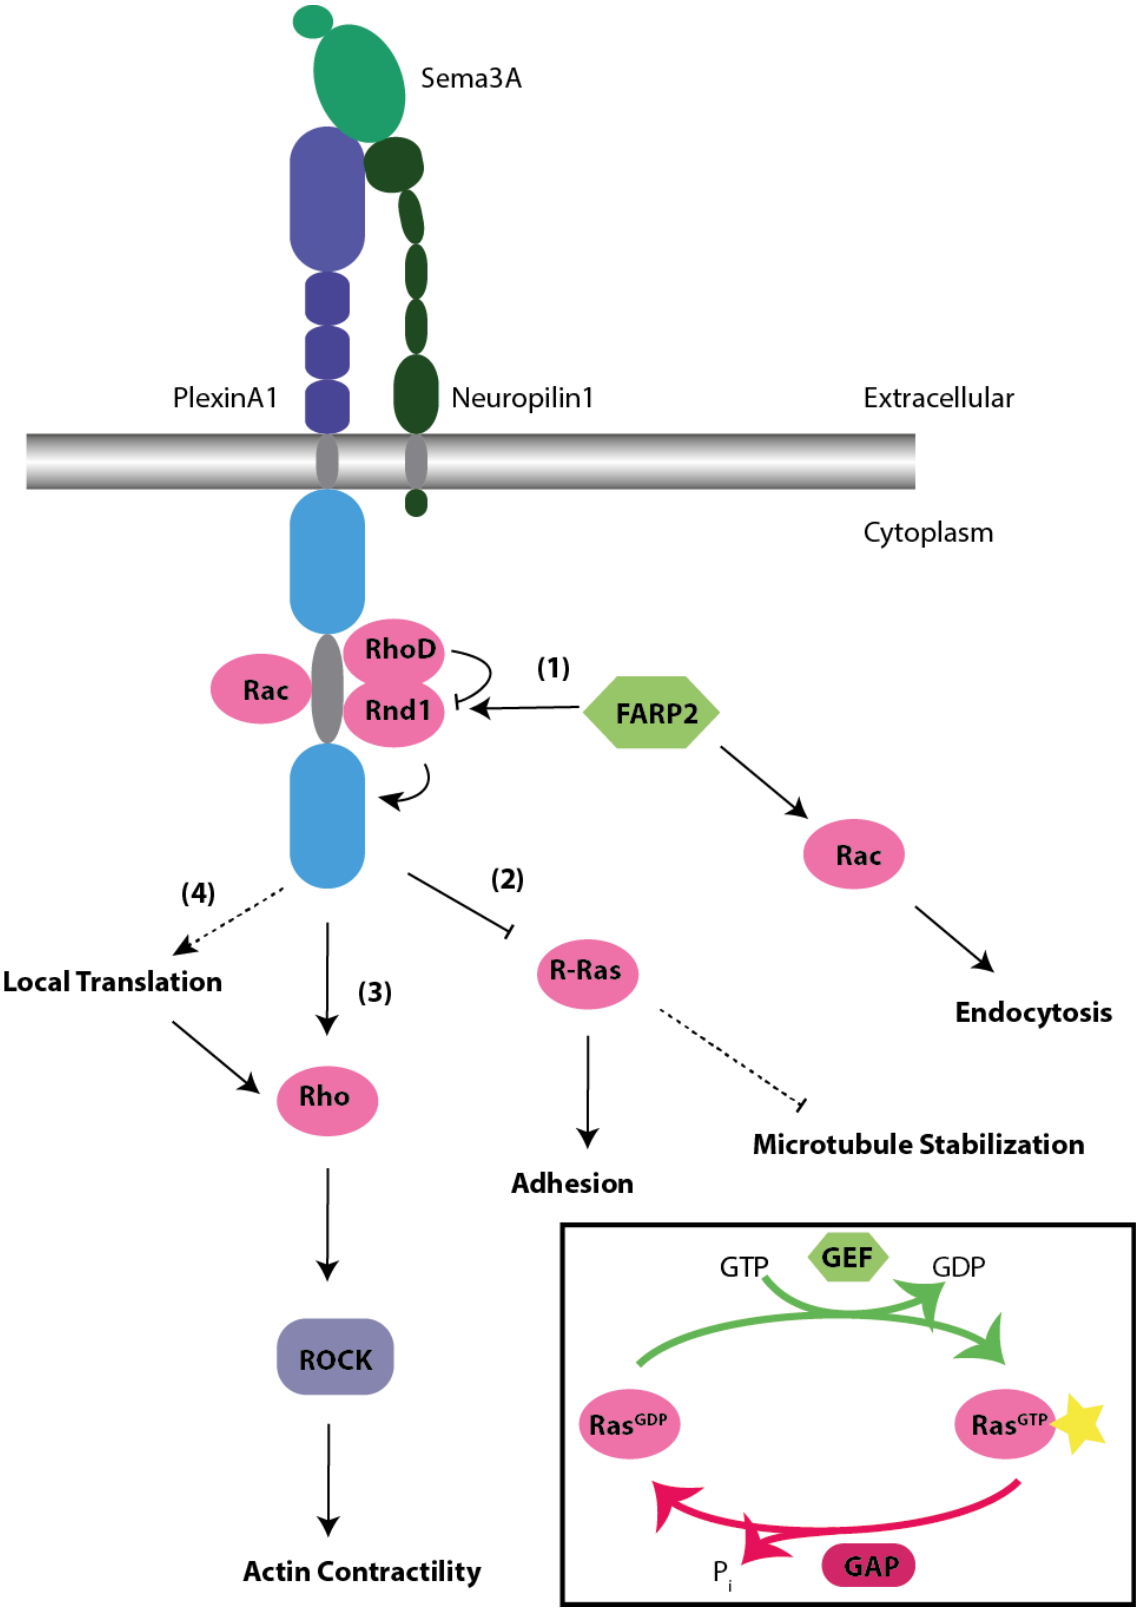 Sema3A
PlexinA1
Neuropilin1
Extracellular
Cytoplasm
RhoD
Rac
Rnd1
(1)
FARP2
Rac
(4)
(2)
Local Translation
(3)
R-Ras
Endocytosis
Rho
Microtubule Stabilization
Adhesion
ROCK
Actin Contractility
GTP
GEF
GDP
RasGDP
RasGTP
Pi
GAP